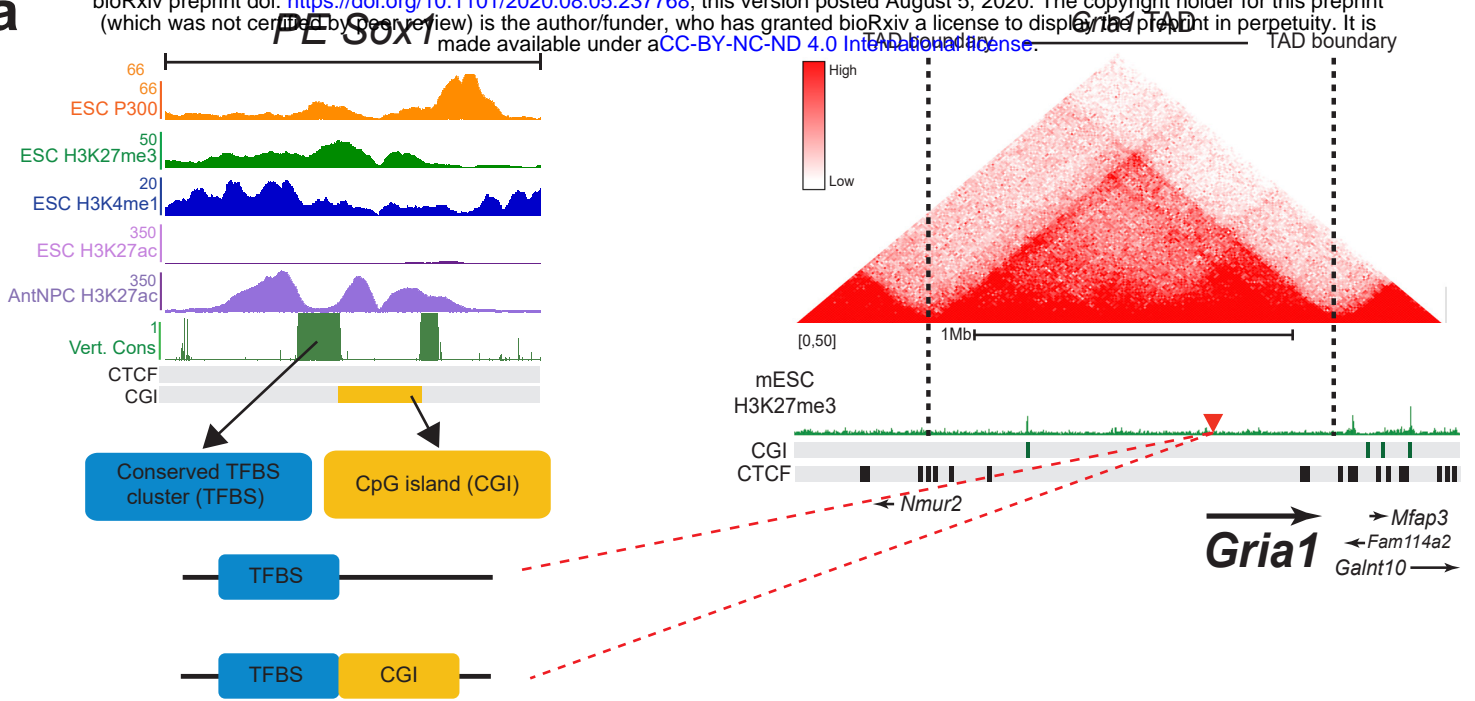 bioRxiv preprint doi: https://doi.org/10.1101/2020.08.05.237768; this version posted August 5, 2020. The copyright holder for this preprint
(which was not certified by peer review) is the author/funder, who has granted bioRxiv a license to display the preprint in perpetuity. It is
made available under aCC-BY-NC-ND 4.0 International license.
a
PE Sox1
66
66
ESC P300
50
ESC H3K27me3
20
ESC H3K4me1
350
ESC H3K27ac
350
AntNPC H3K27ac
1
Vert. Cons
CTCF
CGI
Conserved TFBS
cluster (TFBS)
CpG island (CGI)
TFBS
TFBS CGI
Gria1 TAD
TAD boundary
TAD boundary
High
Low
[0,50]
1Mb
mESC
H3K27me3
CGI
CTCF
Nmur2
Gria1
Mfap3
Fam114a2
Galnt10